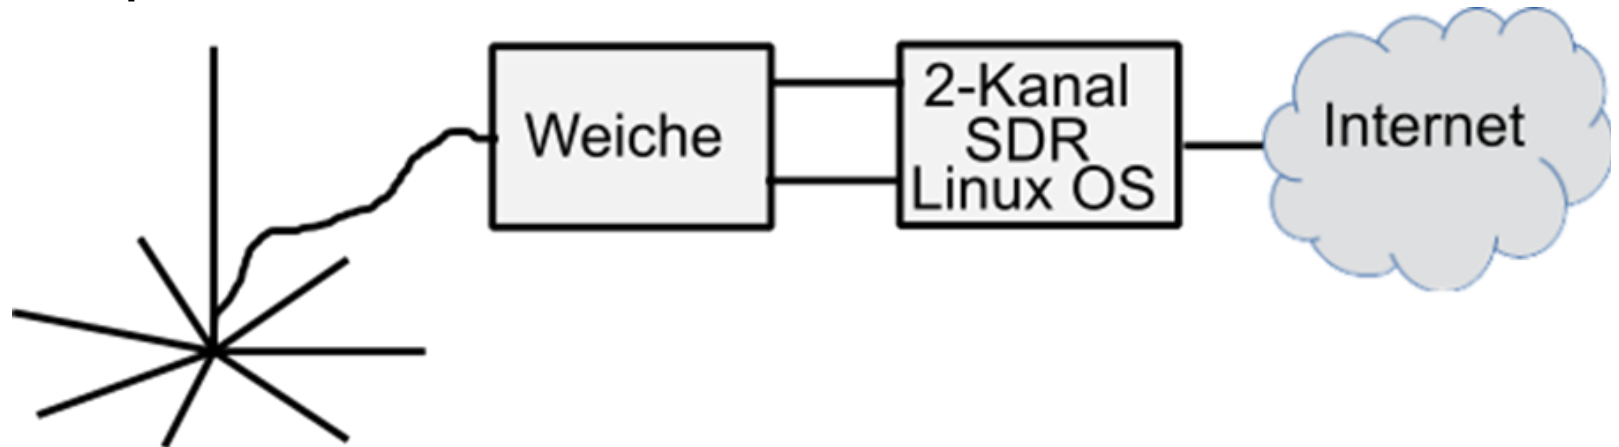 Weiche
2-Kanal
SDR
Linux OS
Internet